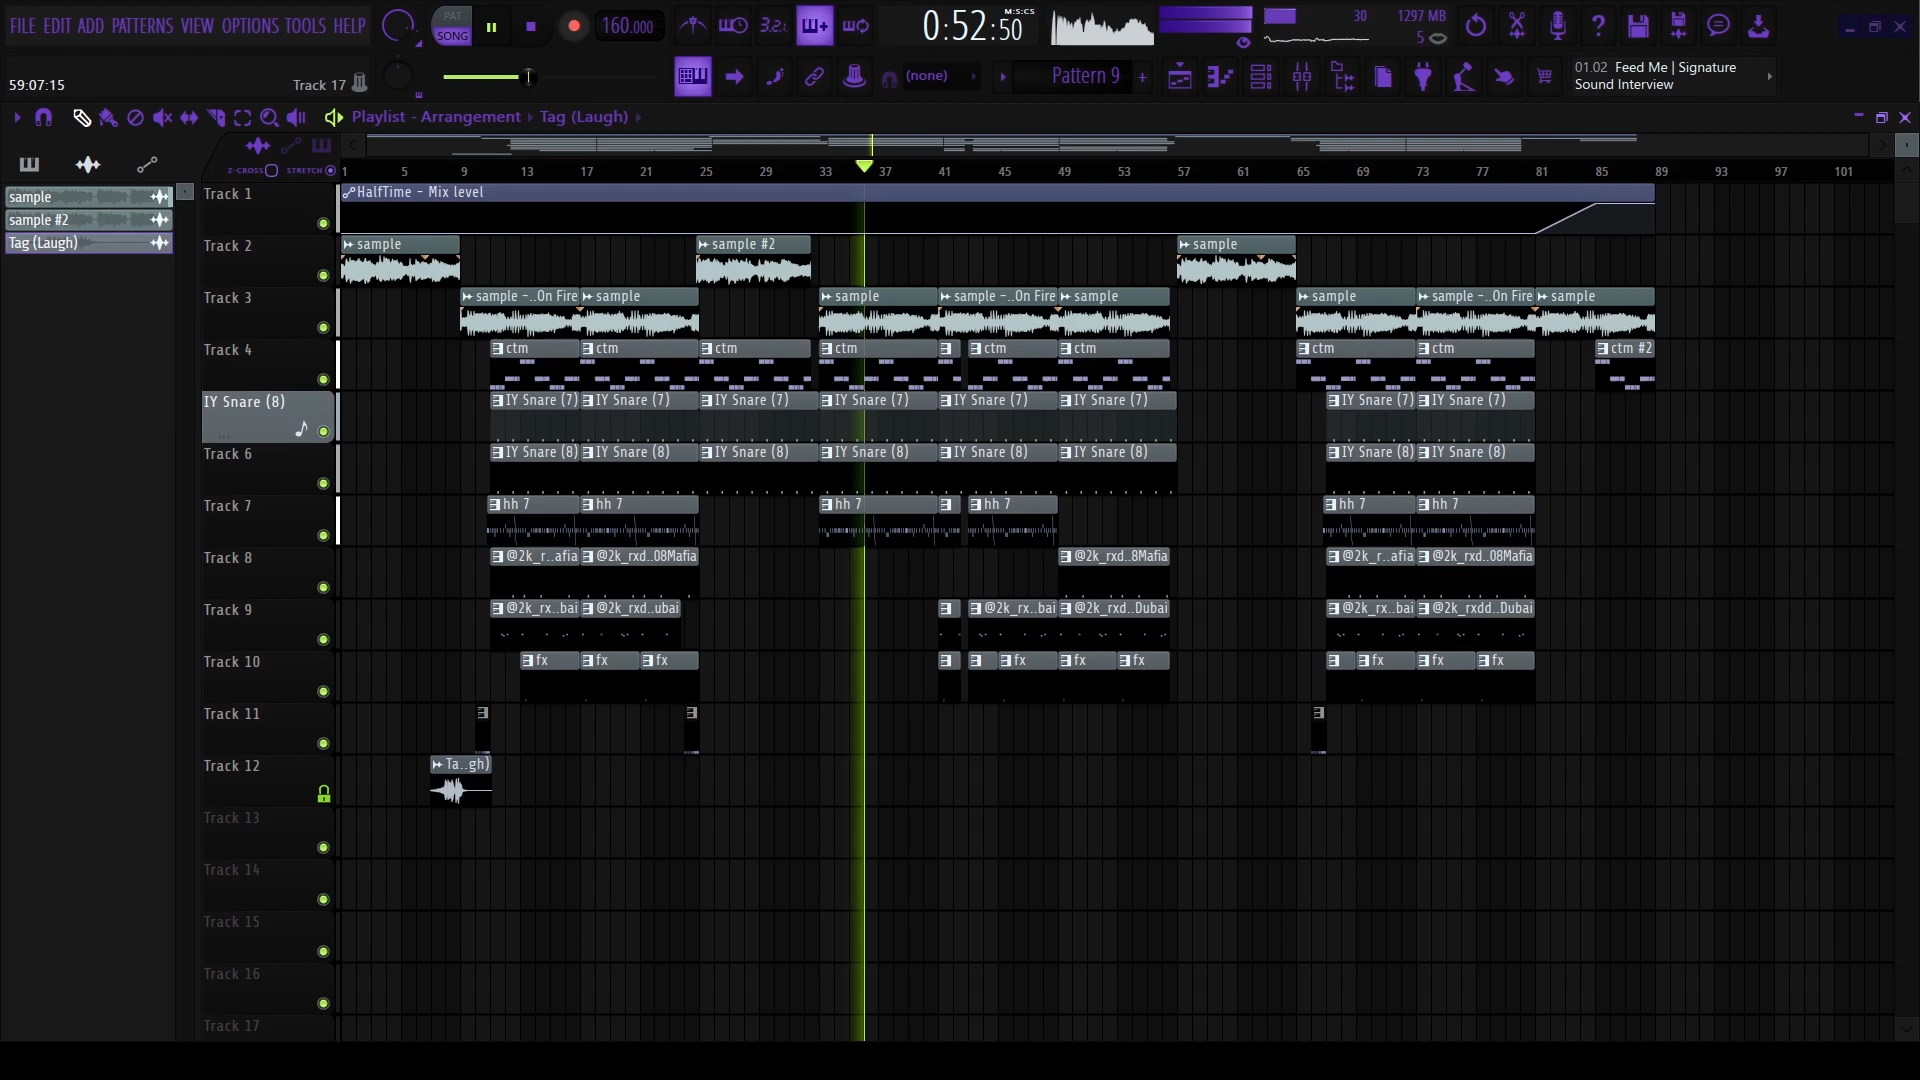 FILE EDIT ADD PATTERNS VIEW OPTIONS TOOLS HELP
PAT
SONG
160.000
3.2.
0:52:50
M:S:CS
30
1297 MB
5
59:07:15
Track 17
(none)
Pattern 9
+
01.02 Feed Me | Signature
Sound Interview
Playlist - Arrangement
Tag (Laugh)
Z-CROSS
STRETCH
1 5 9 13 17 21 25 29 33 37 41 45 49 53 57 61 65 69 73 77 81 85 89 93 97 101
sample
sample #2
Tag (Laugh)
Track 1
HalfTime - Mix level
Track 2
sample
sample #2
sample
Track 3
sample -..On Fire
sample
sample
sample -..On Fire
sample
sample
sample -..On Fire
sample
Track 4
ctm
ctm
ctm
ctm
ctm
ctm
ctm
ctm
ctm #2
IY Snare (8)
...
IY Snare (7)
IY Snare (7)
IY Snare (7)
IY Snare (7)
IY Snare (7)
IY Snare (7)
IY Snare (7)
IY Snare (7)
Track 6
IY Snare (8)
IY Snare (8)
IY Snare (8)
IY Snare (8)
IY Snare (8)
IY Snare (8)
IY Snare (8)
IY Snare (8)
Track 7
hh 7
hh 7
hh 7
hh 7
hh 7
hh 7
Track 8
@2k_r..afia
@2k_rxd..08Mafia
@2k_rxd..8Mafia
@2k_r..afia
@2k_rxd..08Mafia
Track 9
@2k_rx..bai
@2k_rxd..ubai
@2k_rx..bai
@2k_rxd..Dubai
@2k_rx..bai
@2k_rxdd..Dubai
Track 10
fx
fx
fx
fx
fx
fx
fx
fx
fx
Track 11
Track 12
Ta..gh)
Track 13
Track 14
Track 15
Track 16
Track 17